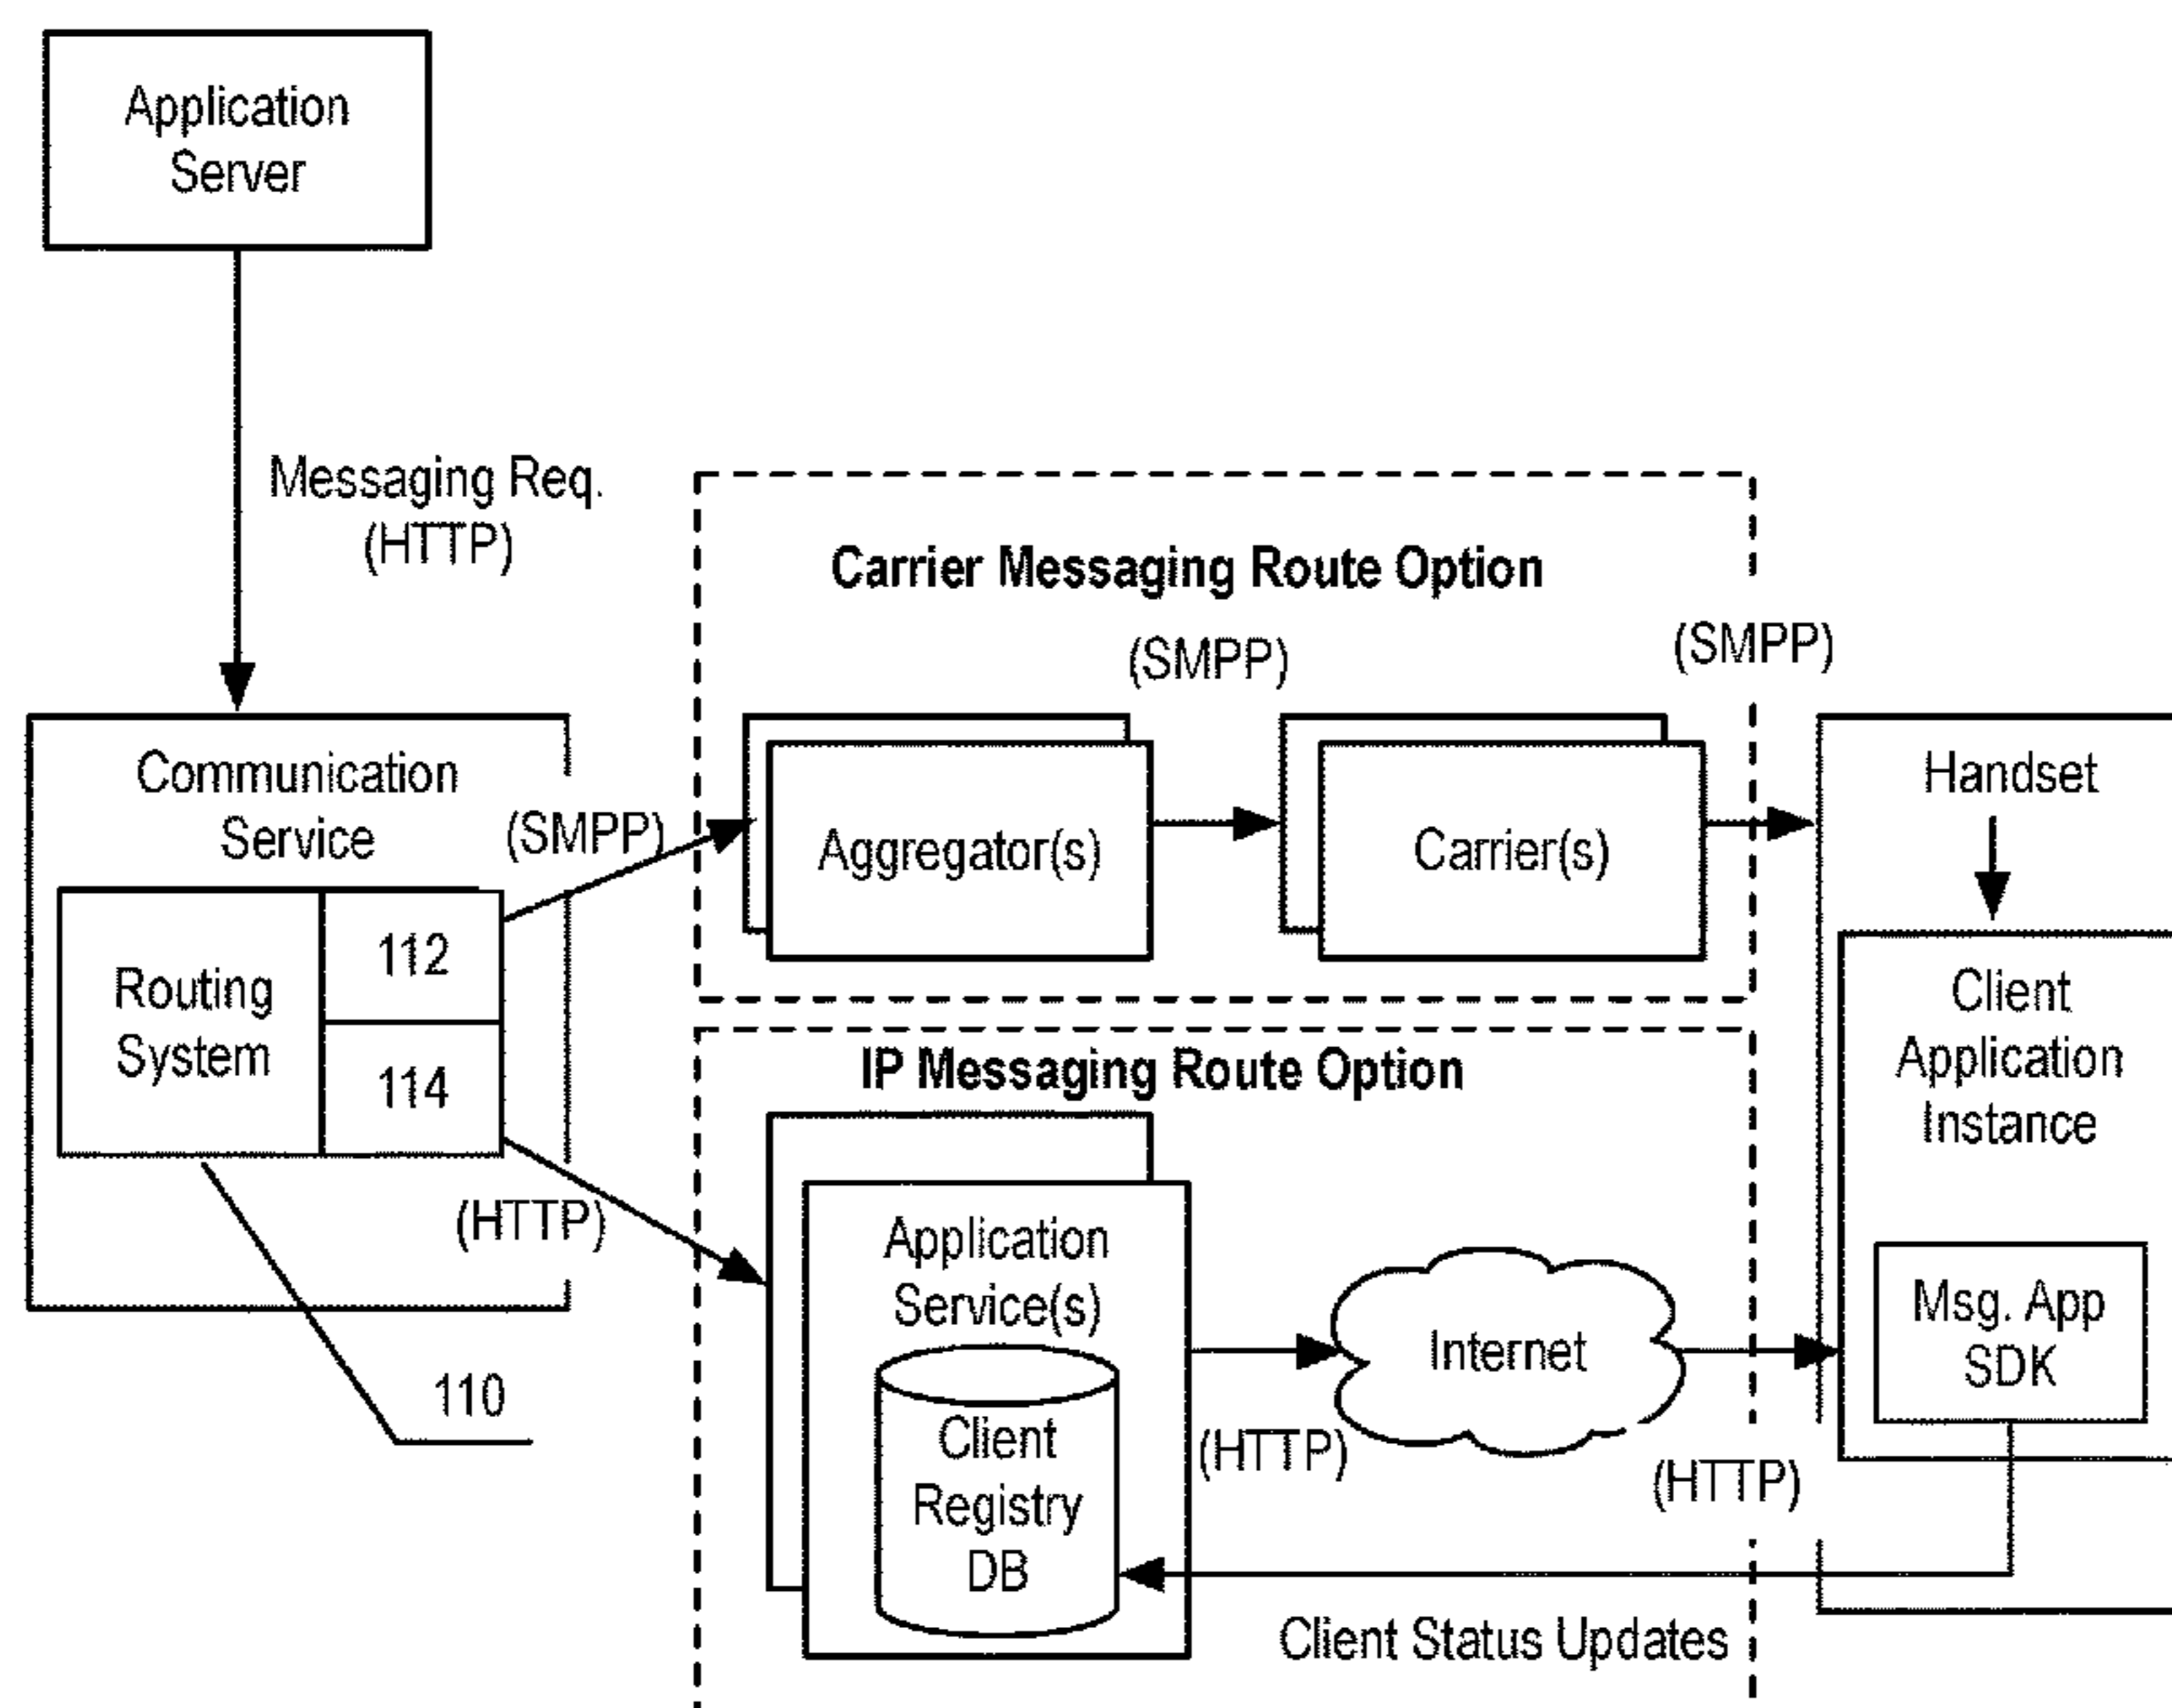 Application
Server
Messaging Req.
(HTTP)
Carrier Messaging Route Option
(SMPP)
(SMPP)
Communication
Service
(SMPP)
Aggregator(s)
Carrier(s)
Handset
Routing
System
112
114
Client
Application
Instance
IP Messaging Route Option
(HTTP)
Application
Service(s)
Client
Registry
DB
Internet
Msg. App
SDK
110
(HTTP)
(HTTP)
Client Status Updates